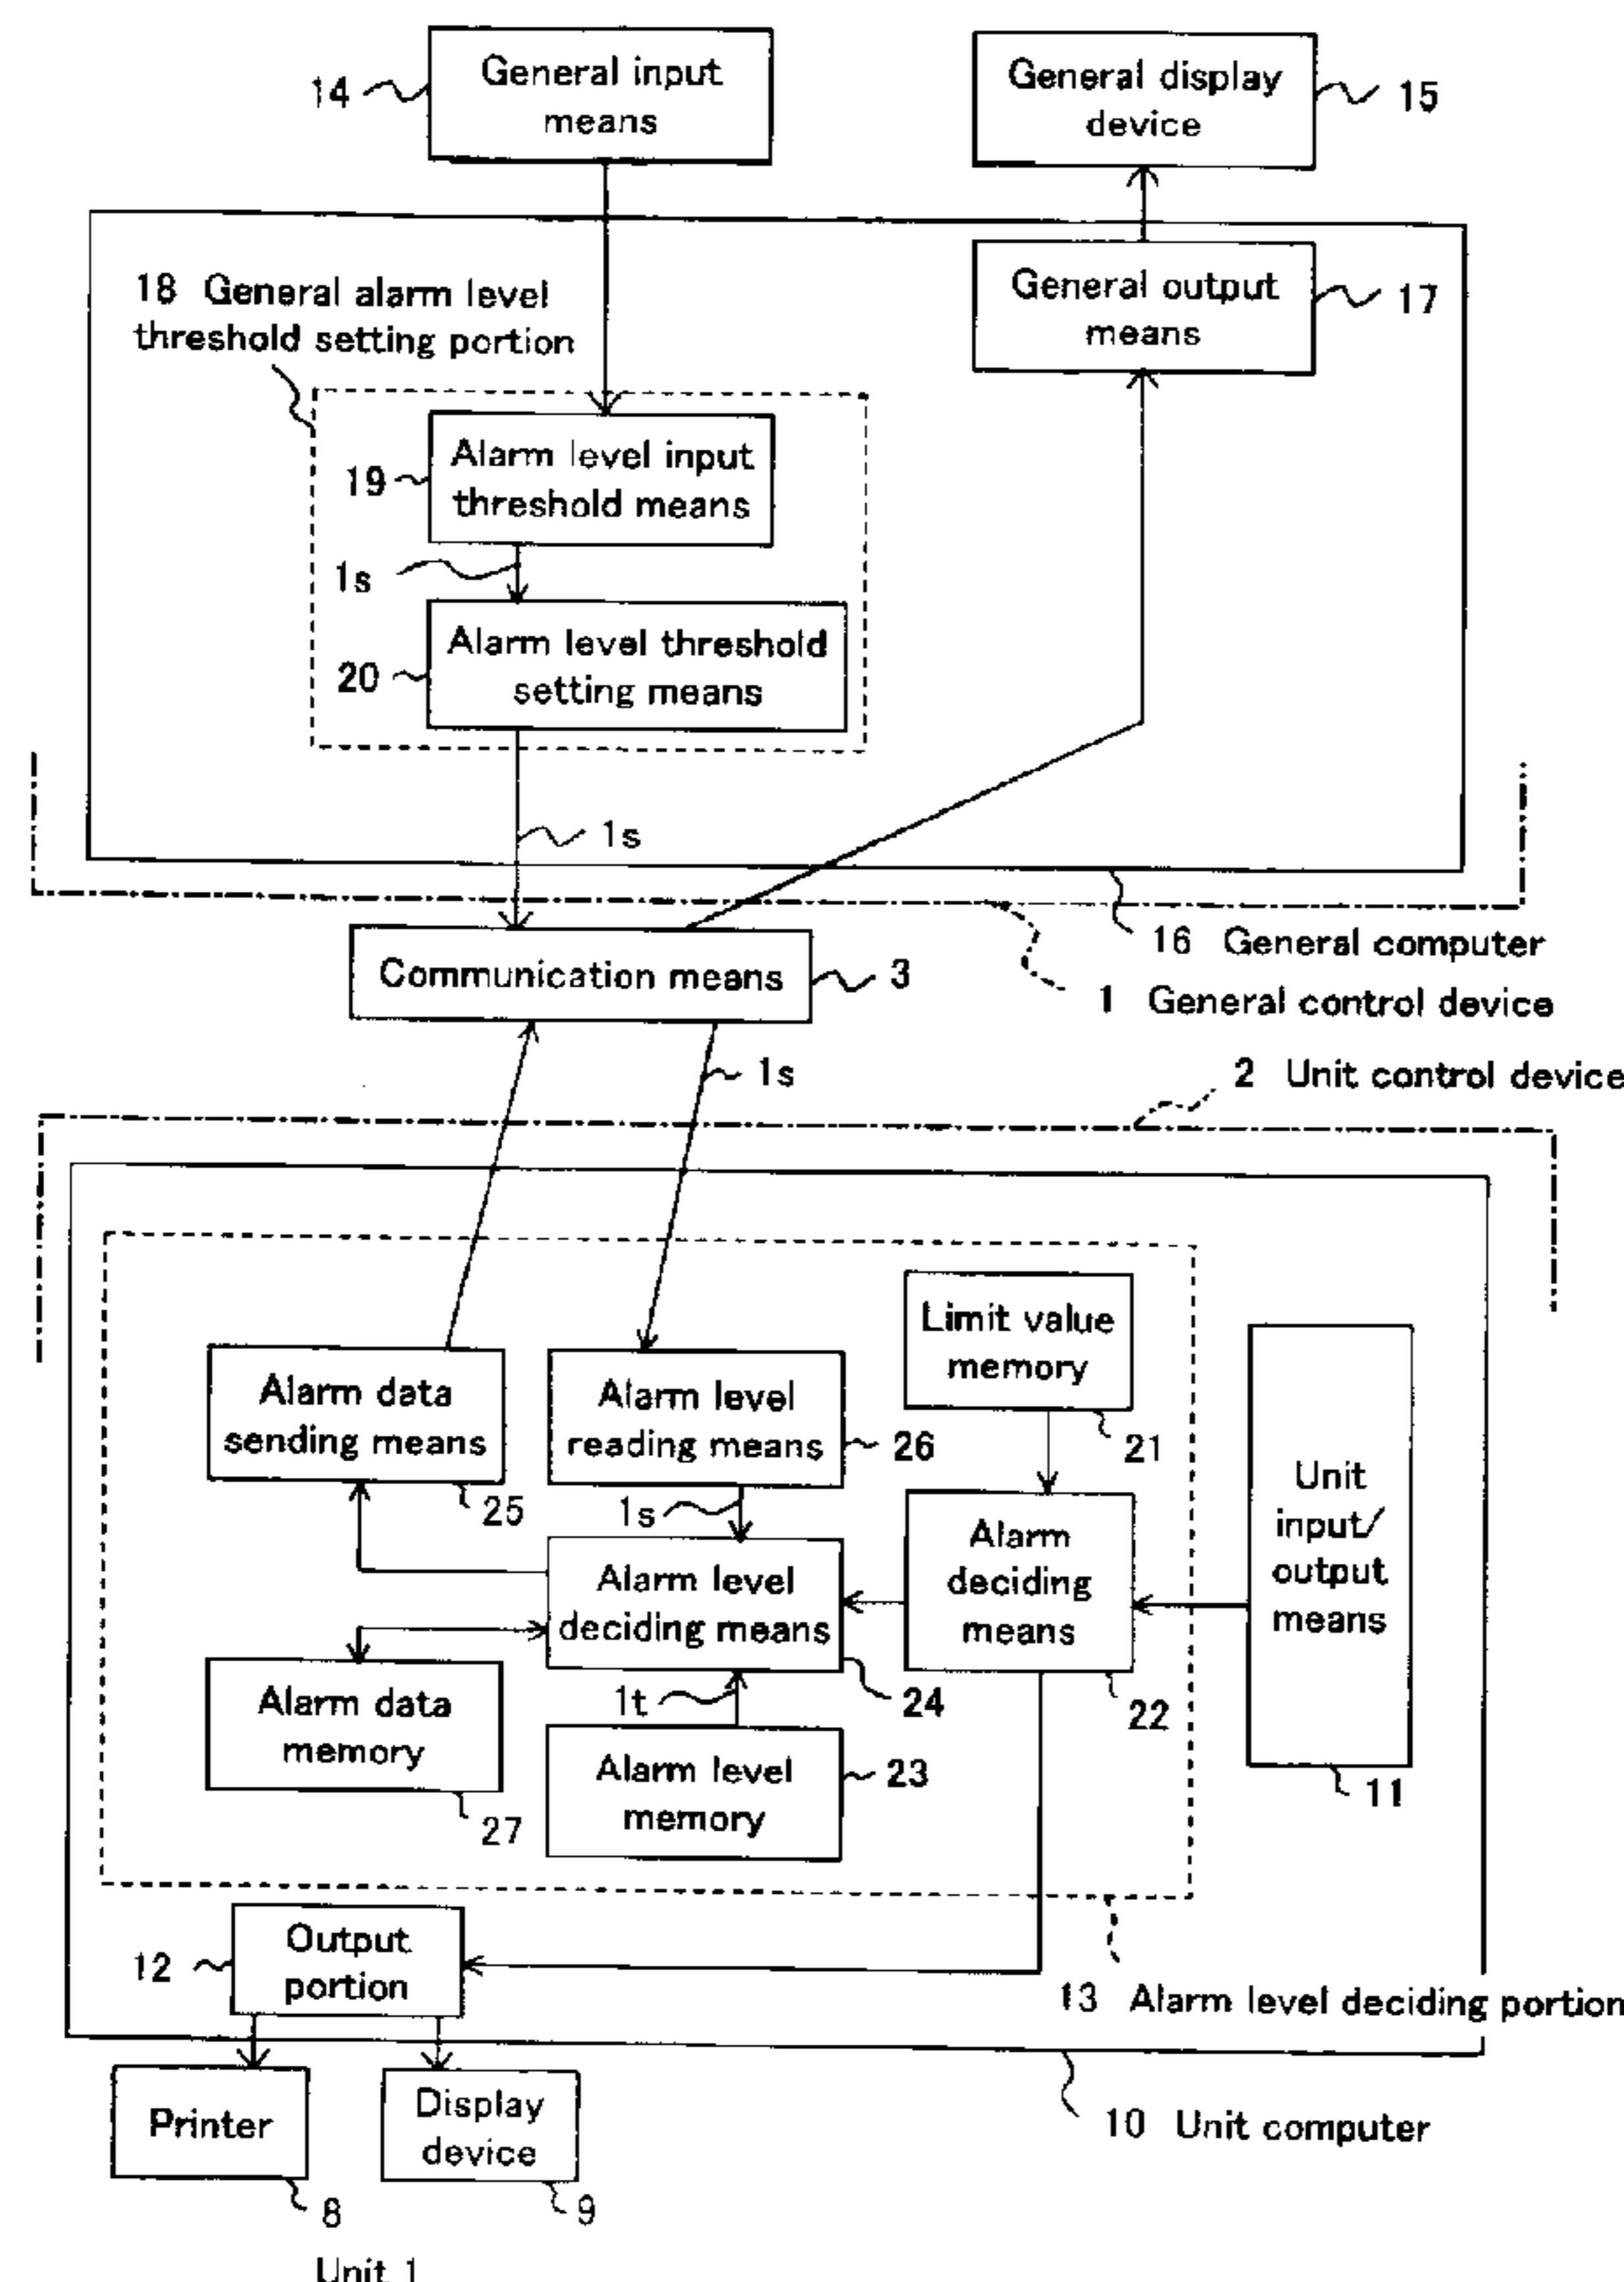 General input
means
14
General display
device
15
General output
means
17
18 General alarm level
threshold setting portion
Alarm level input
threshold means
19
1s
Alarm level threshold
setting means
20
1s
16 General computer
Communication means
3
1 General control device
1s
2 Unit control device
Limit value
memory
21
Alarm data
sending means
25
Alarm level
reading means
26
1s
Unit
input/
output
means
11
Alarm
deciding
means
22
Alarm level
deciding means
24
1t
Alarm data
memory
27
Alarm level
memory
23
Output
portion
12
13 Alarm level deciding portion
Printer
8
Display
device
9
10 Unit computer
Unit 1